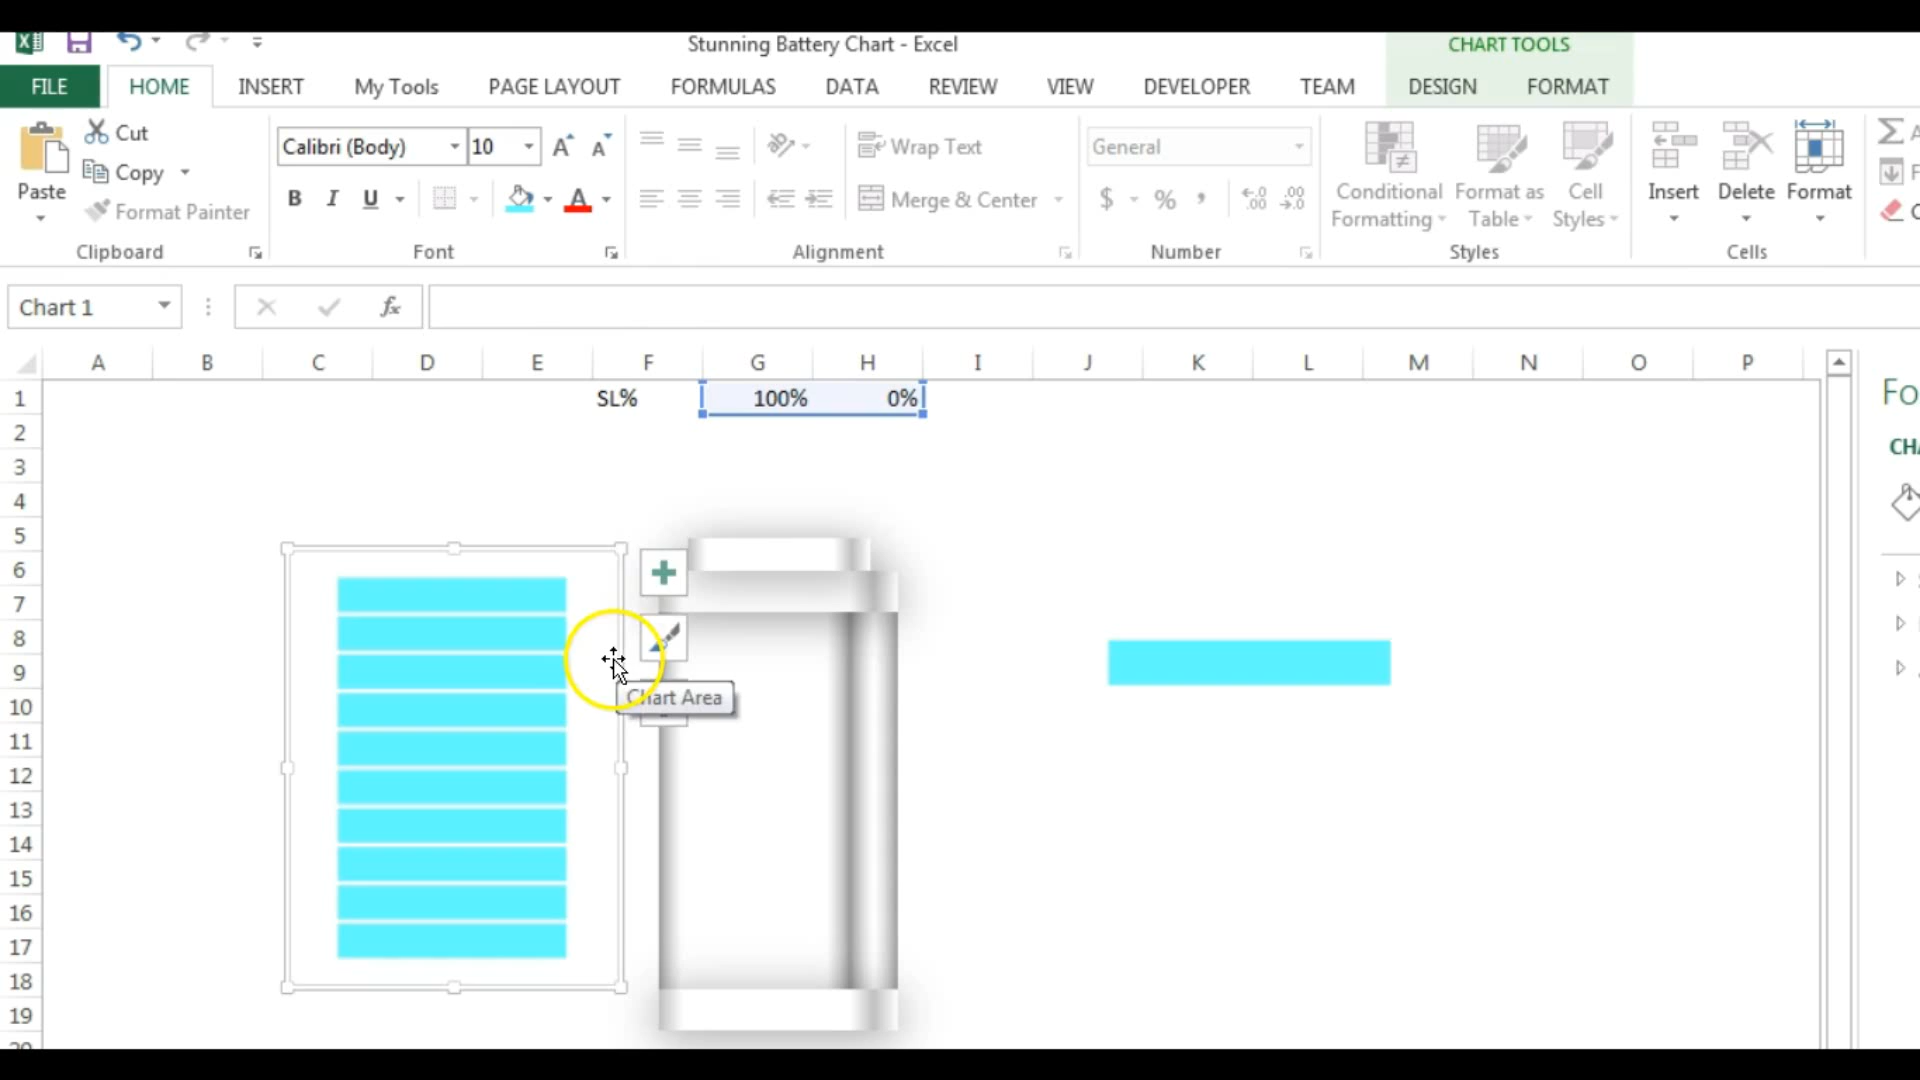 Stunning Battery Chart - Excel
CHART TOOLS
FILE HOME INSERT My Tools PAGE LAYOUT FORMULAS DATA REVIEW VIEW DEVELOPER TEAM DESIGN FORMAT
Paste
Cut
Copy
Format Painter
Clipboard
Calibri (Body) 10
B I U
Font
Wrap Text
Merge & Center
Alignment
General
$ % ,
Number
Conditional Formatting
Format as Table
Cell Styles
Styles
Insert Delete Format
Cells
Chart 1
fx
A B C D E F G H I J K L M N O P
1 SL% 100% 0%
2
3
4
5
6
7
8
9
10
11
12
13
14
15
16
17
18
19
Chart Area